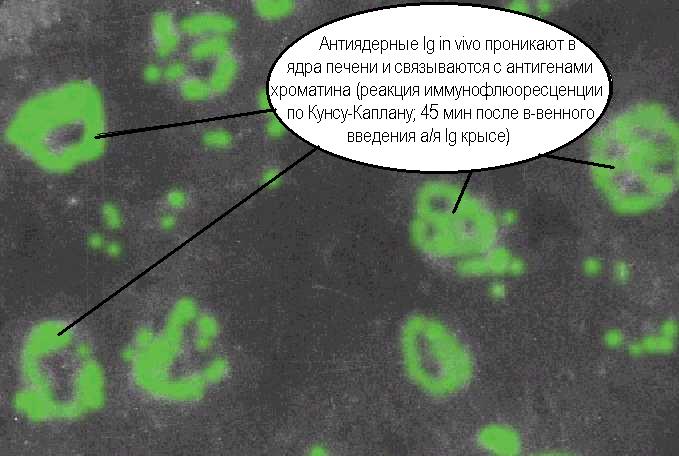 Антиядерные Ig in vivo проникают в
ядра печени и связываются с антигенами
хроматина (реакция иммунофлюоресценции
по Кунсу-Каплану; 45 мин после в-венного
введения а/я Ig крысе)